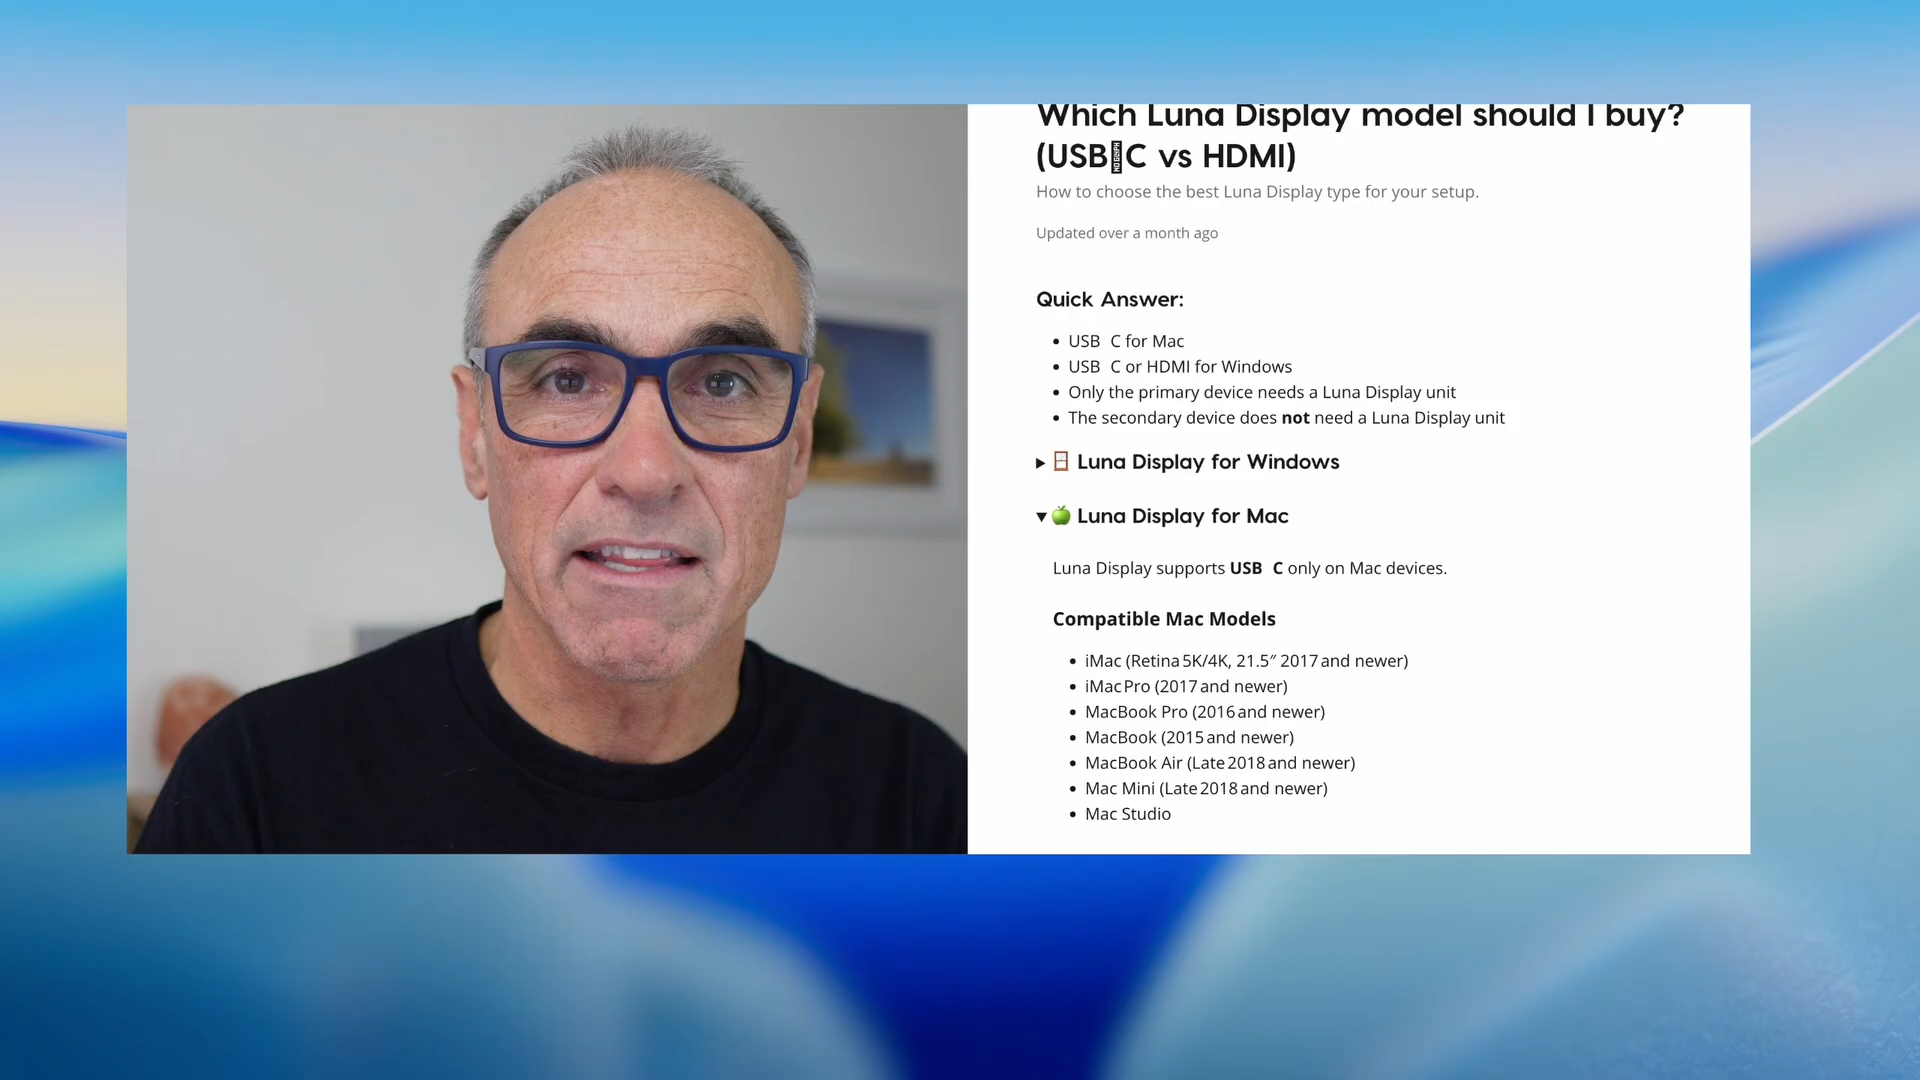 Which Luna Display model should I buy?
(USB C vs HDMI)
How to choose the best Luna Display type for your setup.
Updated over a month ago
Quick Answer:
• USB C for Mac
• USB C or HDMI for Windows
• Only the primary device needs a Luna Display unit
• The secondary device does not need a Luna Display unit
Luna Display for Windows
Luna Display for Mac
Luna Display supports USB C only on Mac devices.
Compatible Mac Models
• iMac (Retina 5K/4K, 21.5″ 2017 and newer)
• iMac Pro (2017 and newer)
• MacBook Pro (2016 and newer)
• MacBook (2015 and newer)
• MacBook Air (Late 2018 and newer)
• Mac Mini (Late 2018 and newer)
• Mac Studio